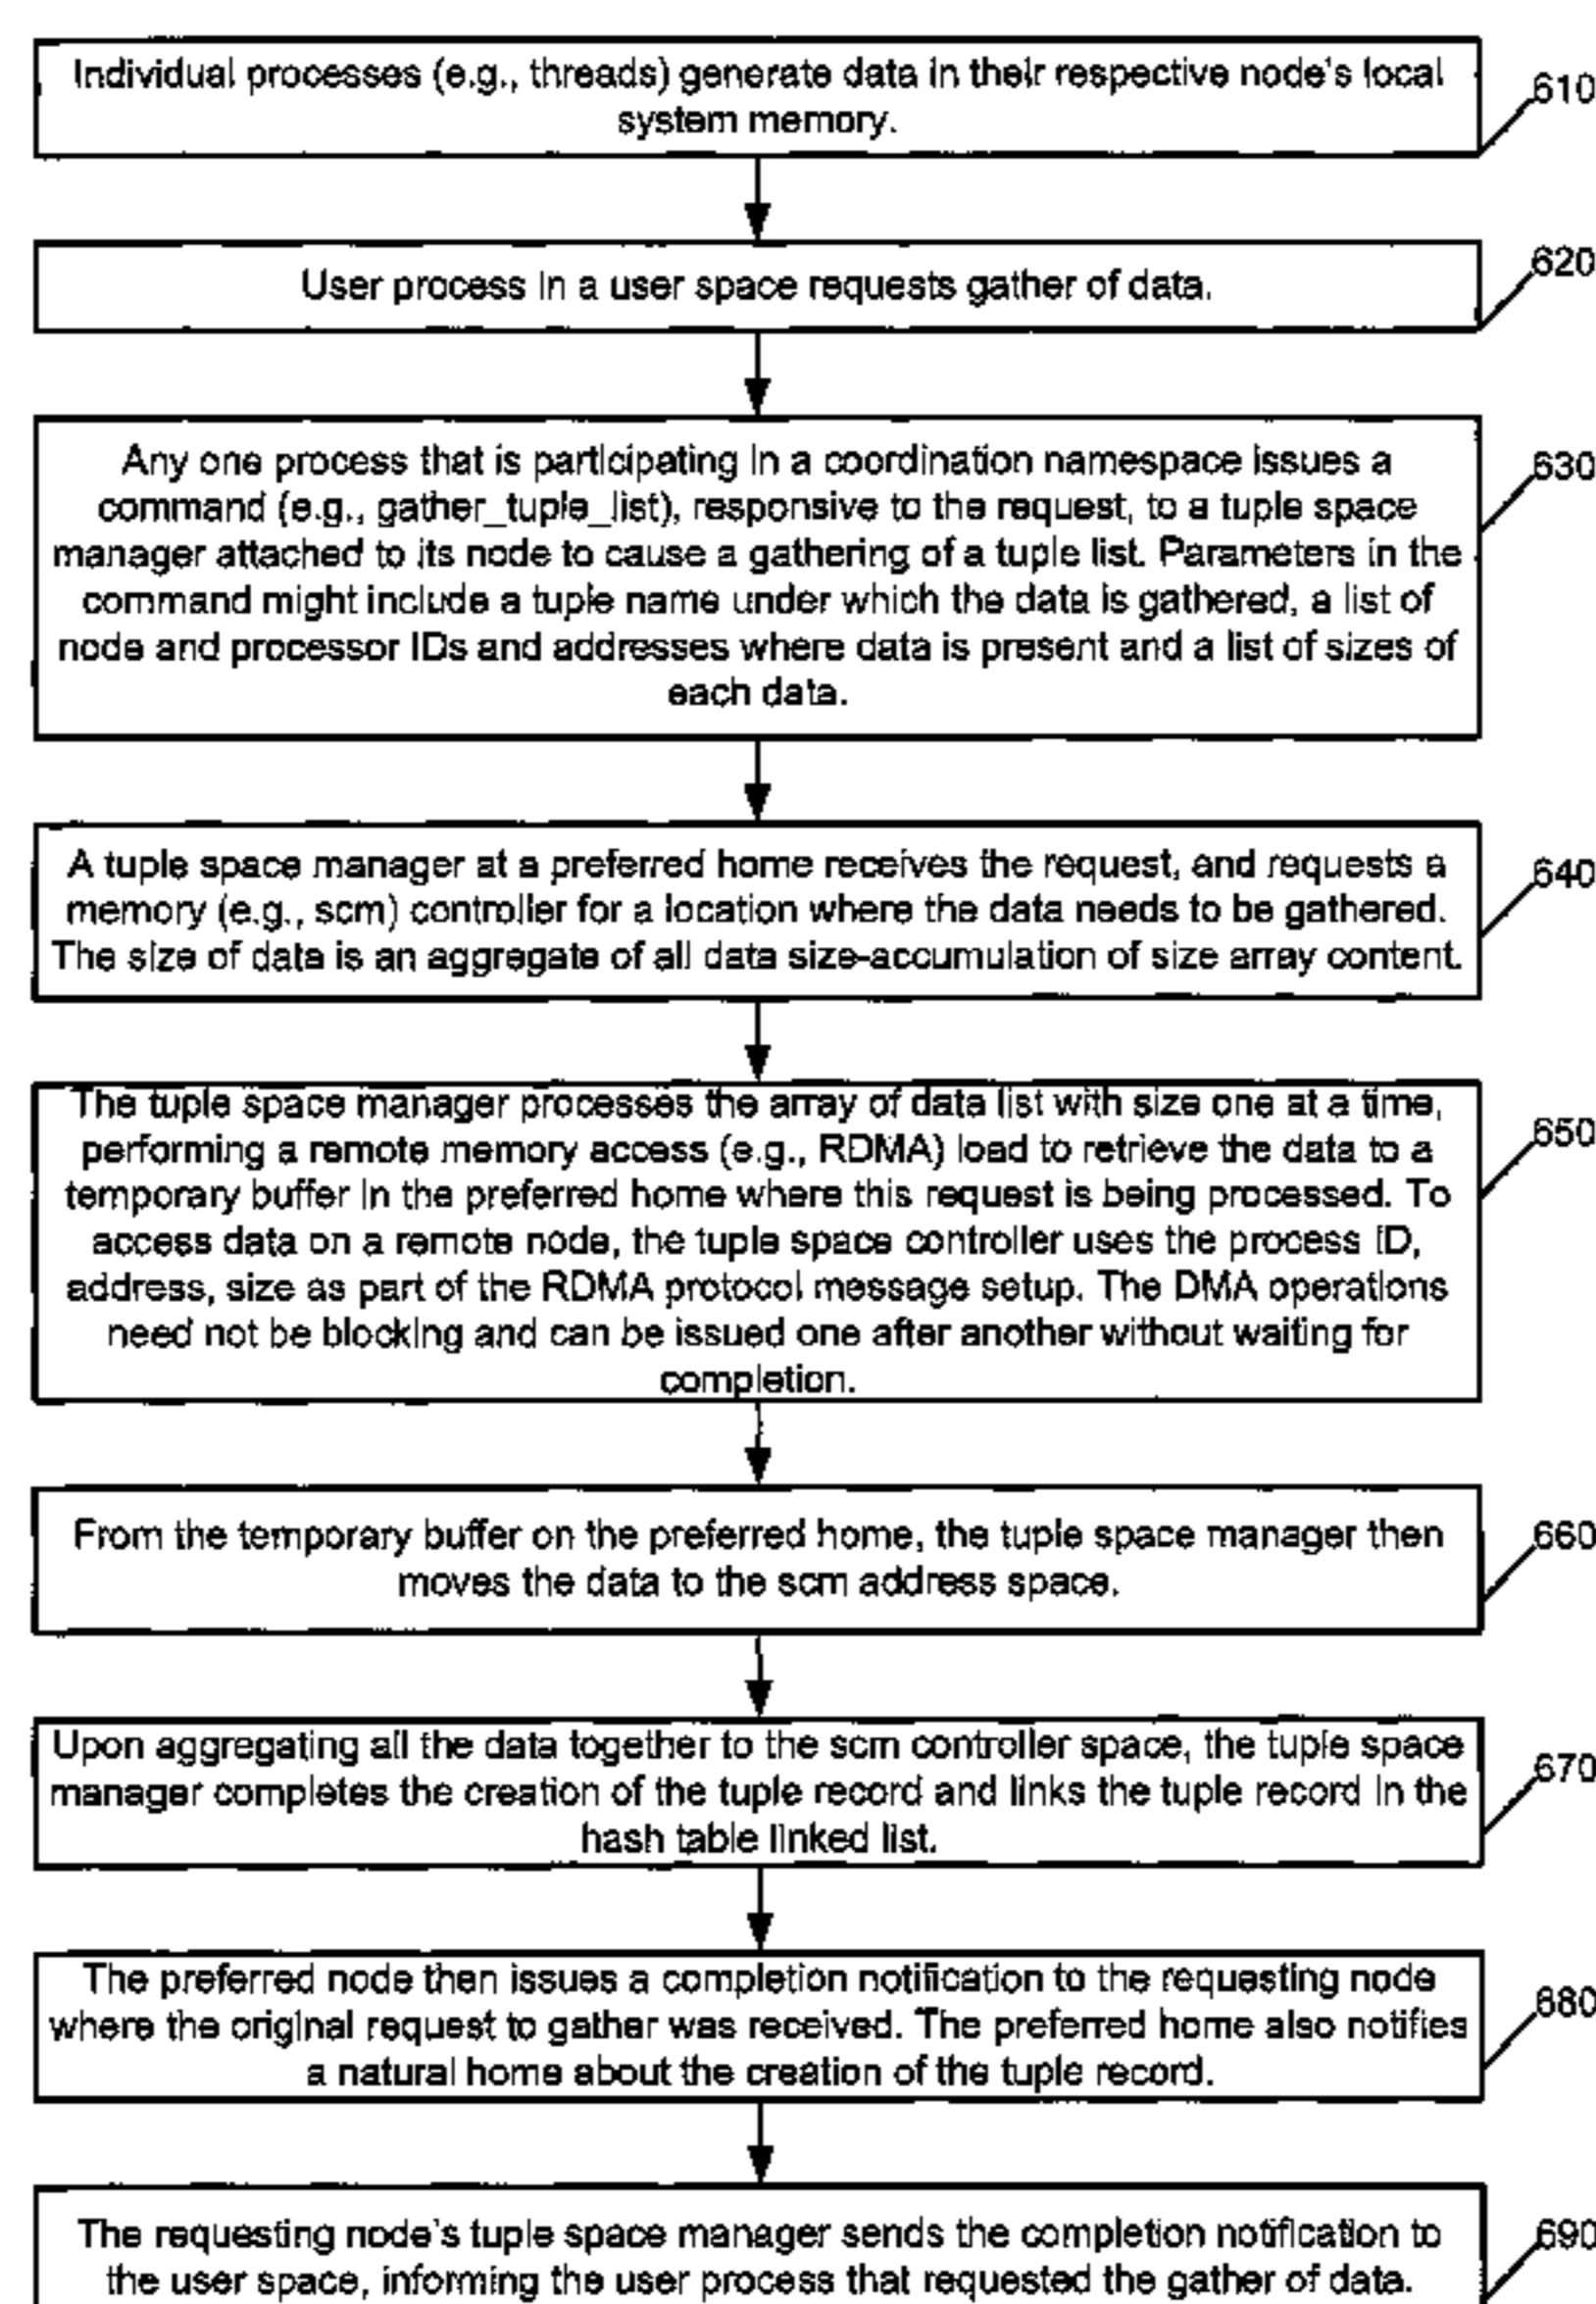 Individual processes (e.g., threads) generate data in their respective node's local
system memory.
610
User process in a user space requests gather of data.
620
Any one process that is participating in a coordination namespace issues a
command (e.g., gather_tuple_list), responsive to the request, to a tuple space
manager attached to its node to cause a gathering of a tuple list. Parameters in the
command might include a tuple name under which the data is gathered, a list of
node and processor IDs and addresses where data is present and a list of sizes of
each data.
630
A tuple space manager at a preferred home receives the request, and requests a
memory (e.g., scm) controller for a location where the data needs to be gathered.
The size of data is an aggregate of all data size-accumulation of size array content.
640
The tuple space manager processes the array of data list with size one at a time,
performing a remote memory access (e.g., RDMA) load to retrieve the data to a
temporary buffer in the preferred home where this request is being processed. To
access data on a remote node, the tuple space controller uses the process ID,
address, size as part of the RDMA protocol message setup. The DMA operations
need not be blocking and can be issued one after another without waiting for
completion.
650
From the temporary buffer on the preferred home, the tuple space manager then
moves the data to the scm address space.
660
Upon aggregating all the data together to the scm controller space, the tuple space
manager completes the creation of the tuple record and links the tuple record in the
hash table linked list.
670
The preferred node then issues a completion notification to the requesting node
where the original request to gather was received. The preferred home also notifies
a natural home about the creation of the tuple record.
680
The requesting node's tuple space manager sends the completion notification to
the user space, informing the user process that requested the gather of data.
690